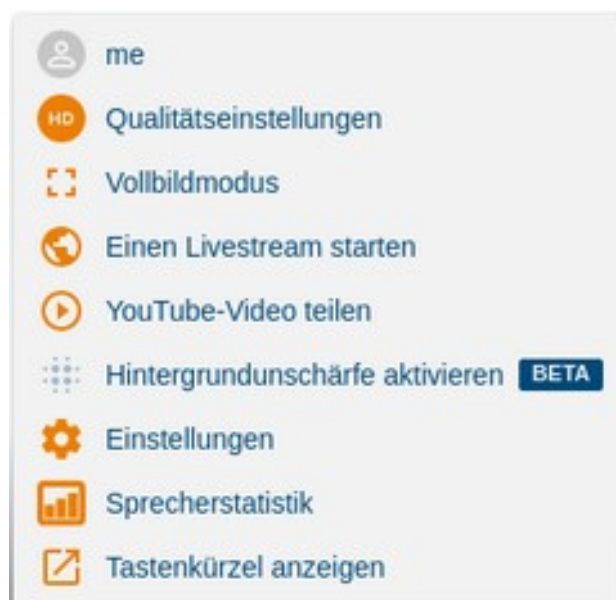 me
HD Qualitätseinstellungen
Vollbildmodus
Einen Livestream starten
YouTube-Video teilen
Hintergrundunschärfe aktivieren BETA
Einstellungen
Sprecherstatistik
Tastenkürzel anzeigen